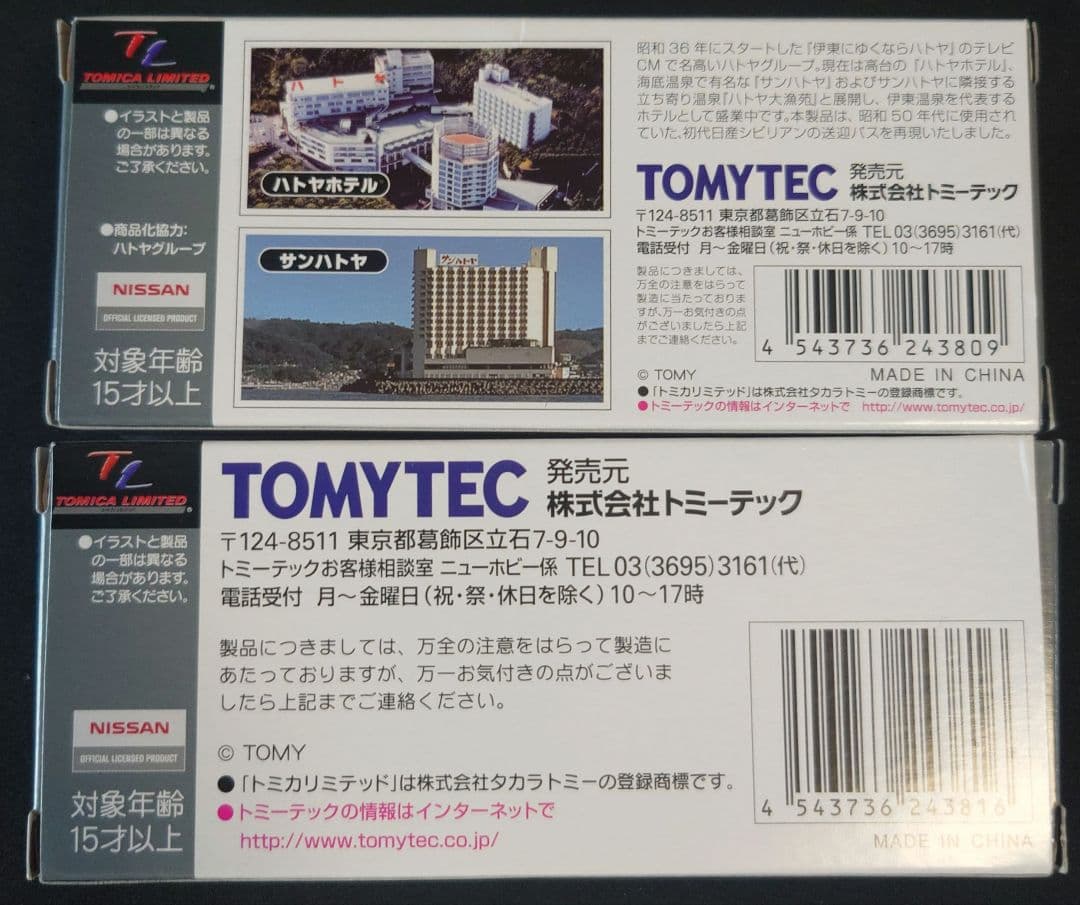 TL
TOMICA LIMITED
●イラストと製品
の一部は異なる
場合があります。
ご了承ください。
●商品化協力:
ハトヤグループ
NISSAN
OFFICIAL LICENSED PRODUCT
対象年齢
15才以上
ハトヤ
ハトヤホテル
サンハトヤ
サンハトヤ
昭和36年にスタートした『伊東にゆくならハトヤ』のテレビ
CMで名高いハトヤグループ。現在は高台の『ハトヤホテル』、
海底温泉で有名な『サンハトヤ』およびサンハトヤに隣接する
立ち寄り温泉『ハトヤ大漁苑』と展開し、伊東温泉を代表する
ホテルとして盛業中です。本製品は、昭和50年代に使用され
ていた、初代日産シビリアンの送迎バスを再現いたしました。
TOMYTEC 発売元
株式会社トミーテック
〒124-8511 東京都葛飾区立石7-9-10
トミーテックお客様相談室 ニューホビー係 TEL 03(3695)3161(代)
電話受付 月~金曜日(祝・祭・休日を除く)10~17時
製品につきましては、
万全の注意をはらって
製造に当たっておりま
すが、万一お気付きの点
がございましたら上記
までご連絡ください。
4 543736 243809
© TOMY MADE IN CHINA
●「トミカリミテッド」は株式会社タカラトミーの登録商標です。
●トミーテックの情報はインターネットで http://www.tomytec.co.jp/
TL
TOMICA LIMITED
●イラストと製品
の一部は異なる
場合があります。
ご了承ください。
NISSAN
OFFICIAL LICENSED PRODUCT
対象年齢
15才以上
TOMYTEC 発売元
株式会社トミーテック
〒124-8511 東京都葛飾区立石7-9-10
トミーテックお客様相談室 ニューホビー係 TEL 03(3695)3161(代)
電話受付 月~金曜日(祝・祭・休日を除く)10~17時
製品につきましては、万全の注意をはらって製造に
あたっておりますが、万一お気付きの点がございま
したら上記までご連絡ください。
© TOMY
●「トミカリミテッド」は株式会社タカラトミーの登録商標です。
●トミーテックの情報はインターネットで
http://www.tomytec.co.jp/
4 543736 243816
MADE IN CHINA